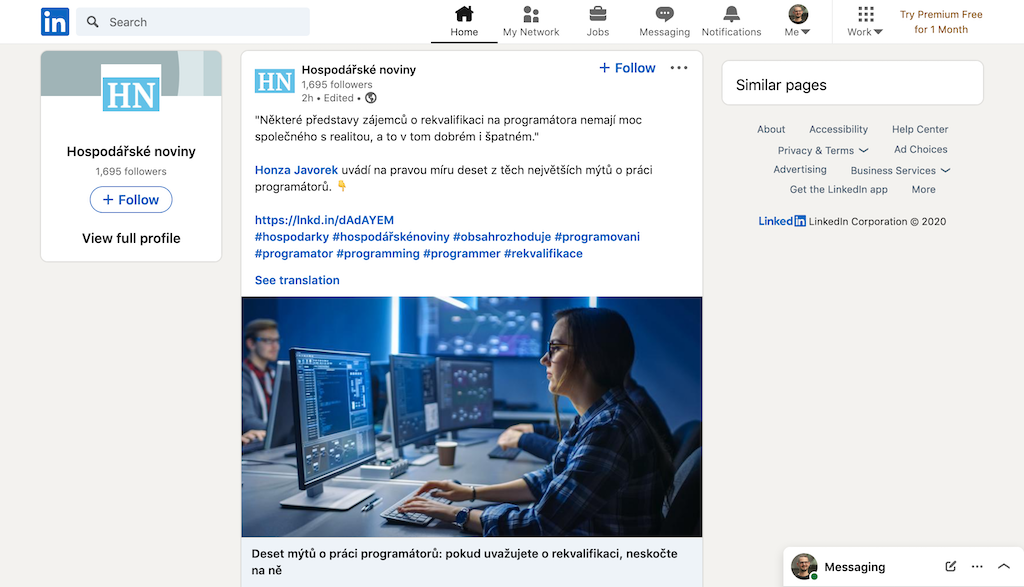 in
Search
Home
My Network
Jobs
Messaging
Notifications
Me
Work
Try Premium Free
for 1 Month
HN
Hospodářské noviny
1,695 followers
+ Follow
View full profile
HN
Hospodářské noviny
1,695 followers
2h • Edited •
+ Follow
"Některé představy zájemců o rekvalifikaci na programátora nemají moc
společného s realitou, a to v tom dobrém i špatném."
Honza Javorek uvádí na pravou míru deset z těch největších mýtů o práci
programátorů. 👇
https://lnkd.in/dAdAYEM
#hospodarky #hospodářskénoviny #obsahrozhoduje #programovani
#programator #programming #programmer #rekvalifikace
See translation
Deset mýtů o práci programátorů: pokud uvažujete o rekvalifikaci, neskočte
na ně
Similar pages
About Accessibility Help Center
Privacy & Terms Ad Choices
Advertising Business Services
Get the LinkedIn app More
LinkedIn LinkedIn Corporation © 2020
Messaging